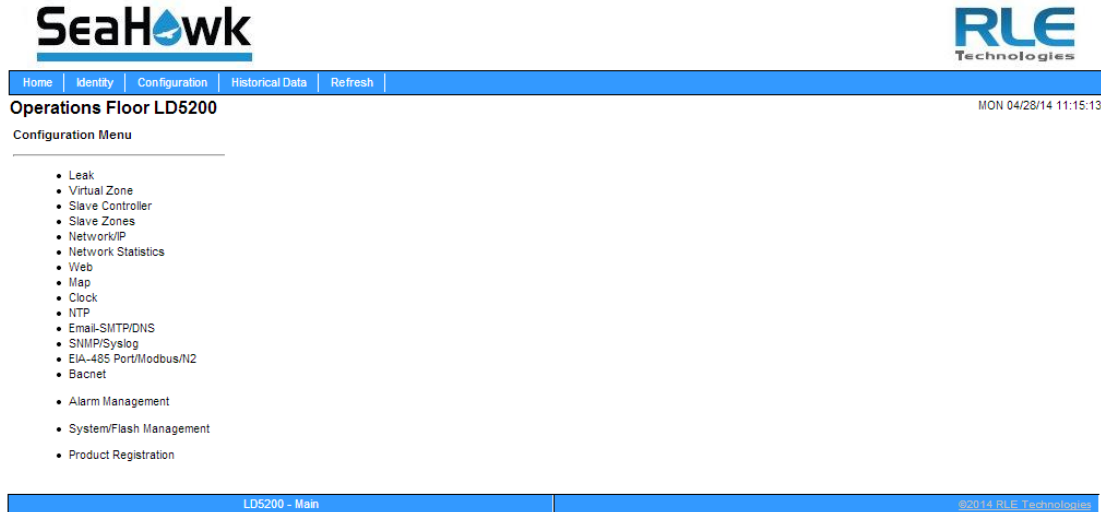 SeaHawk
RLE
Technologies
Home Identity Configuration Historical Data Refresh
Operations Floor LD5200
MON 04/28/14 11:15:13
Configuration Menu
• Leak
• Virtual Zone
• Slave Controller
• Slave Zones
• Network/IP
• Network Statistics
• Web
• Map
• Clock
• NTP
• Email-SMTP/DNS
• SNMP/Syslog
• EIA-485 Port/Modbus/N2
• Bacnet
• Alarm Management
• System/Flash Management
• Product Registration
LD5200 - Main
©2014 RLE Technologies